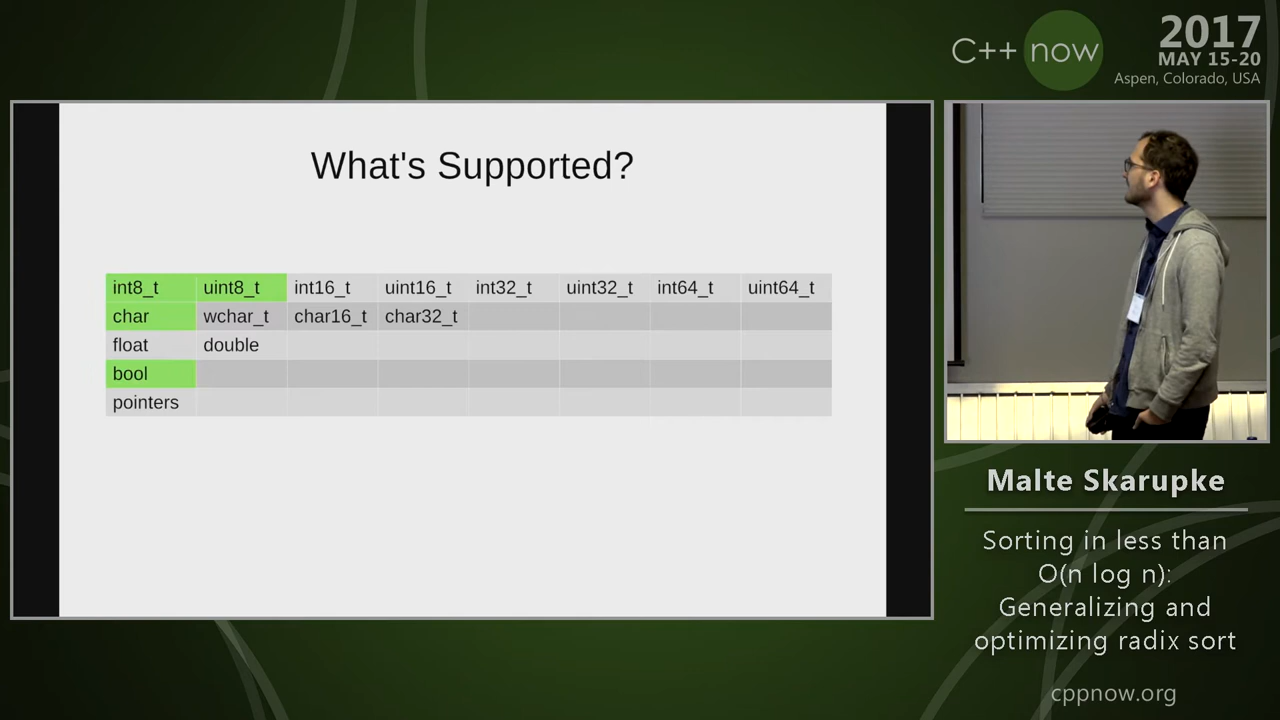 C++ now
2017
MAY 15-20
Aspen, Colorado, USA
What's Supported?
int8_t uint8_t int16_t uint16_t int32_t uint32_t int64_t uint64_t
char wchar_t char16_t char32_t
float double
bool
pointers
Malte Skarupke
Sorting in less than
O(n log n):
Generalizing and
optimizing radix sort
cppnow.org